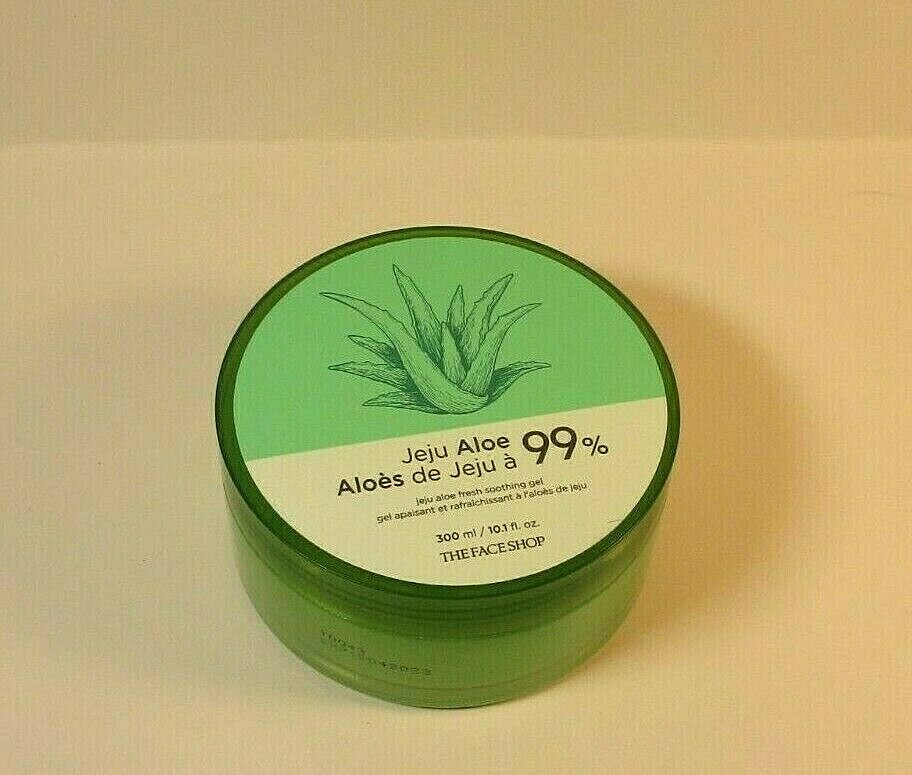 Jeju Aloe 99%
Aloès de Jeju à
jeju aloe fresh soothing gel
gel apaisant et rafraîchissant à l'aloès de jeju
300 ml / 10.1 fl. oz.
THE FACE SHOP